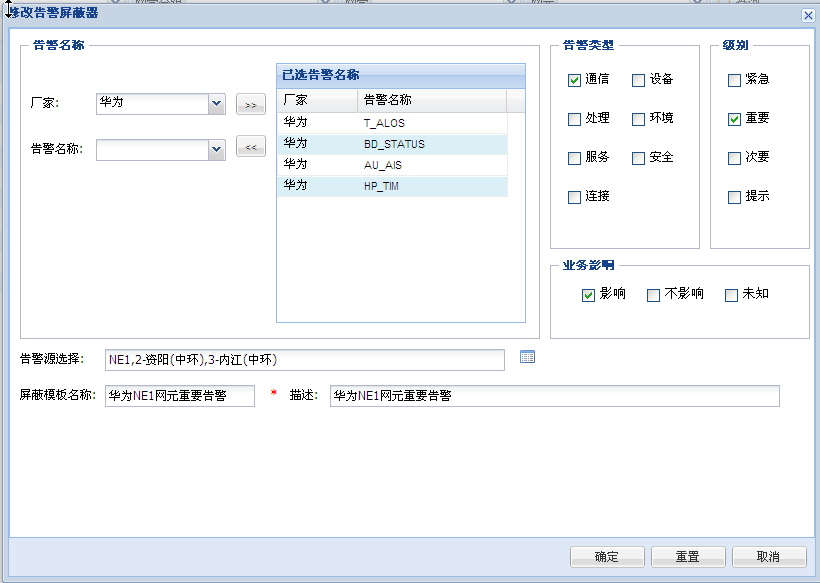 修改告警屏蔽器
告警名称
厂家:
华为
>>
告警名称:
<<
已选告警名称
厂家 告警名称
华为 T_ALOS
华为 BD_STATUS
华为 AU_AIS
华为 HP_TIM
告警类型
通信 设备
处理 环境
服务 安全
连接
级别
紧急
重要
次要
提示
业务影响
影响 不影响 未知
告警源选择: NE1,2-资阳(中环),3-内江(中环)
屏蔽模板名称: 华为NE1网元重要告警 * 描述: 华为NE1网元重要告警
确定 重置 取消